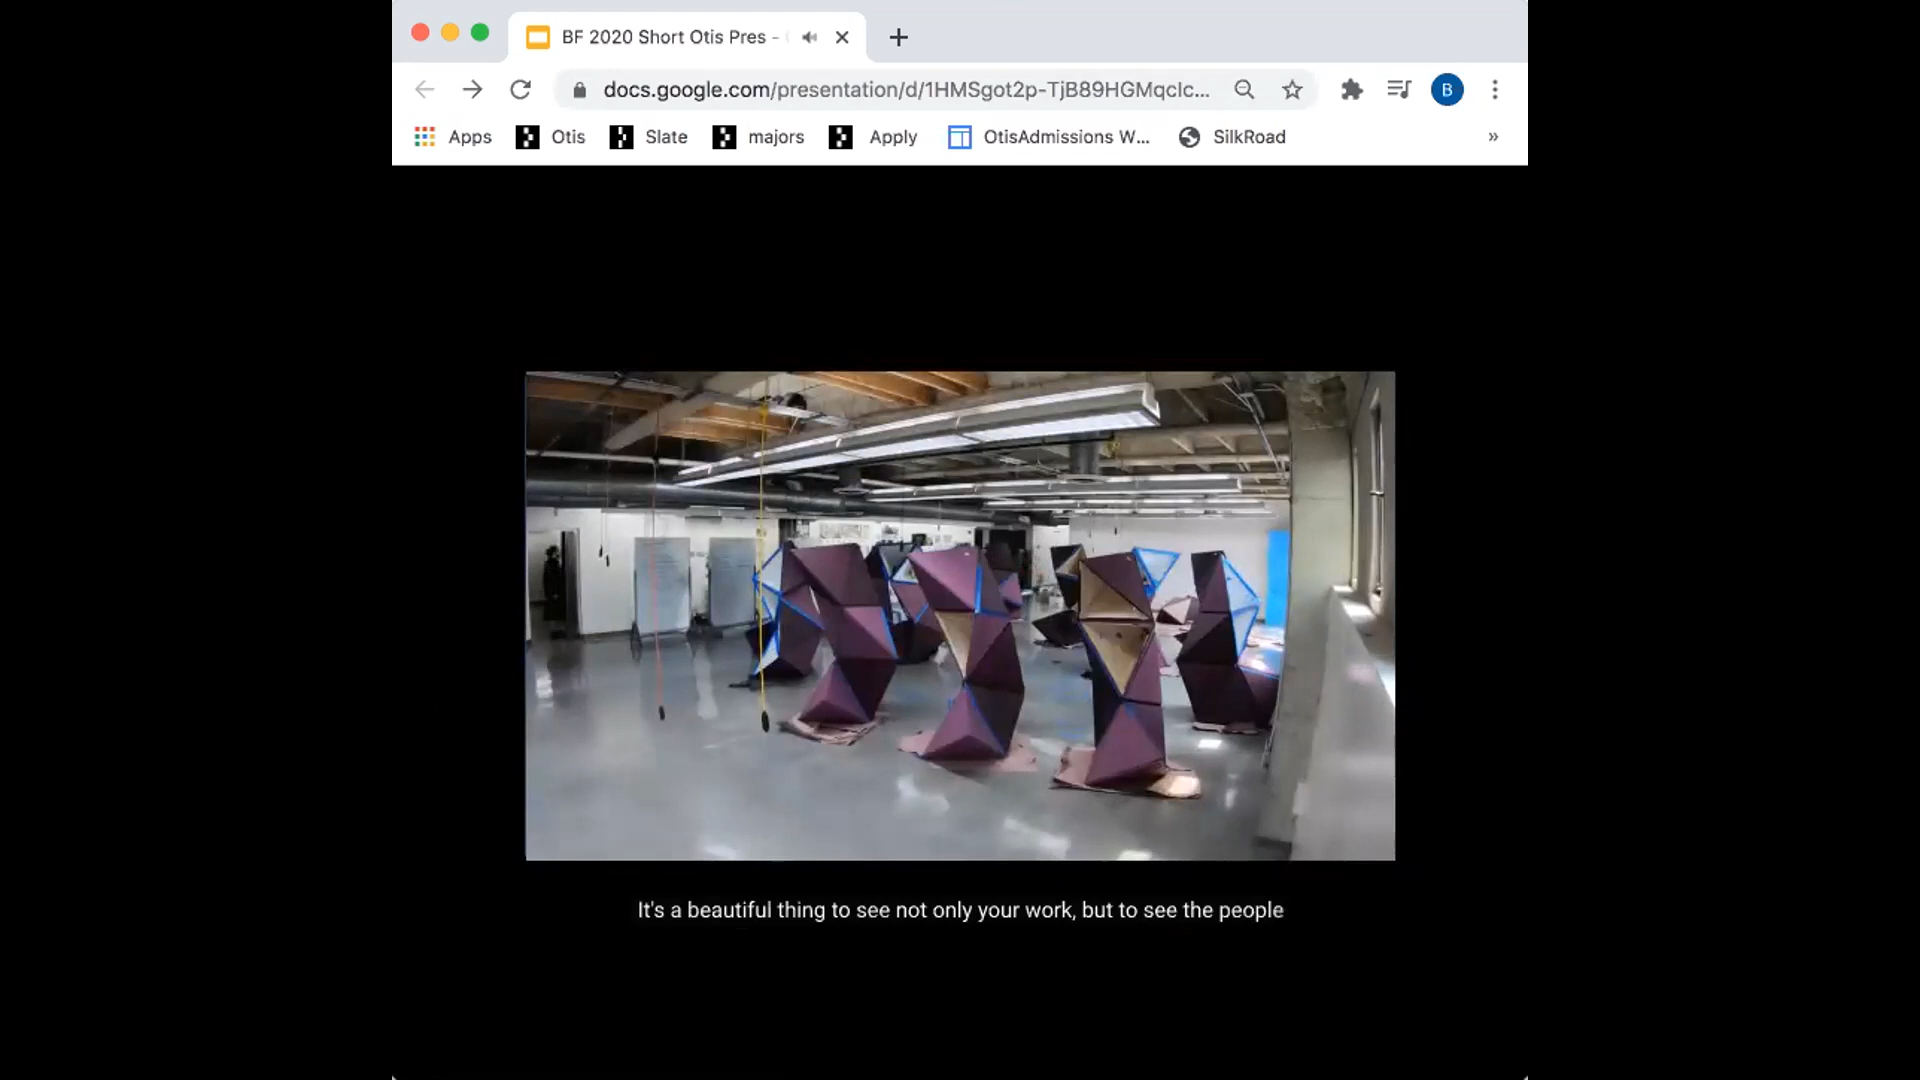 BF 2020 Short Otis Pres -
docs.google.com/presentation/d/1HMSgot2p-TjB89HGMqcIc...
B
Apps
Otis
Slate
majors
Apply
OtisAdmissions W...
SilkRoad
»
It's a beautiful thing to see not only your work, but to see the people